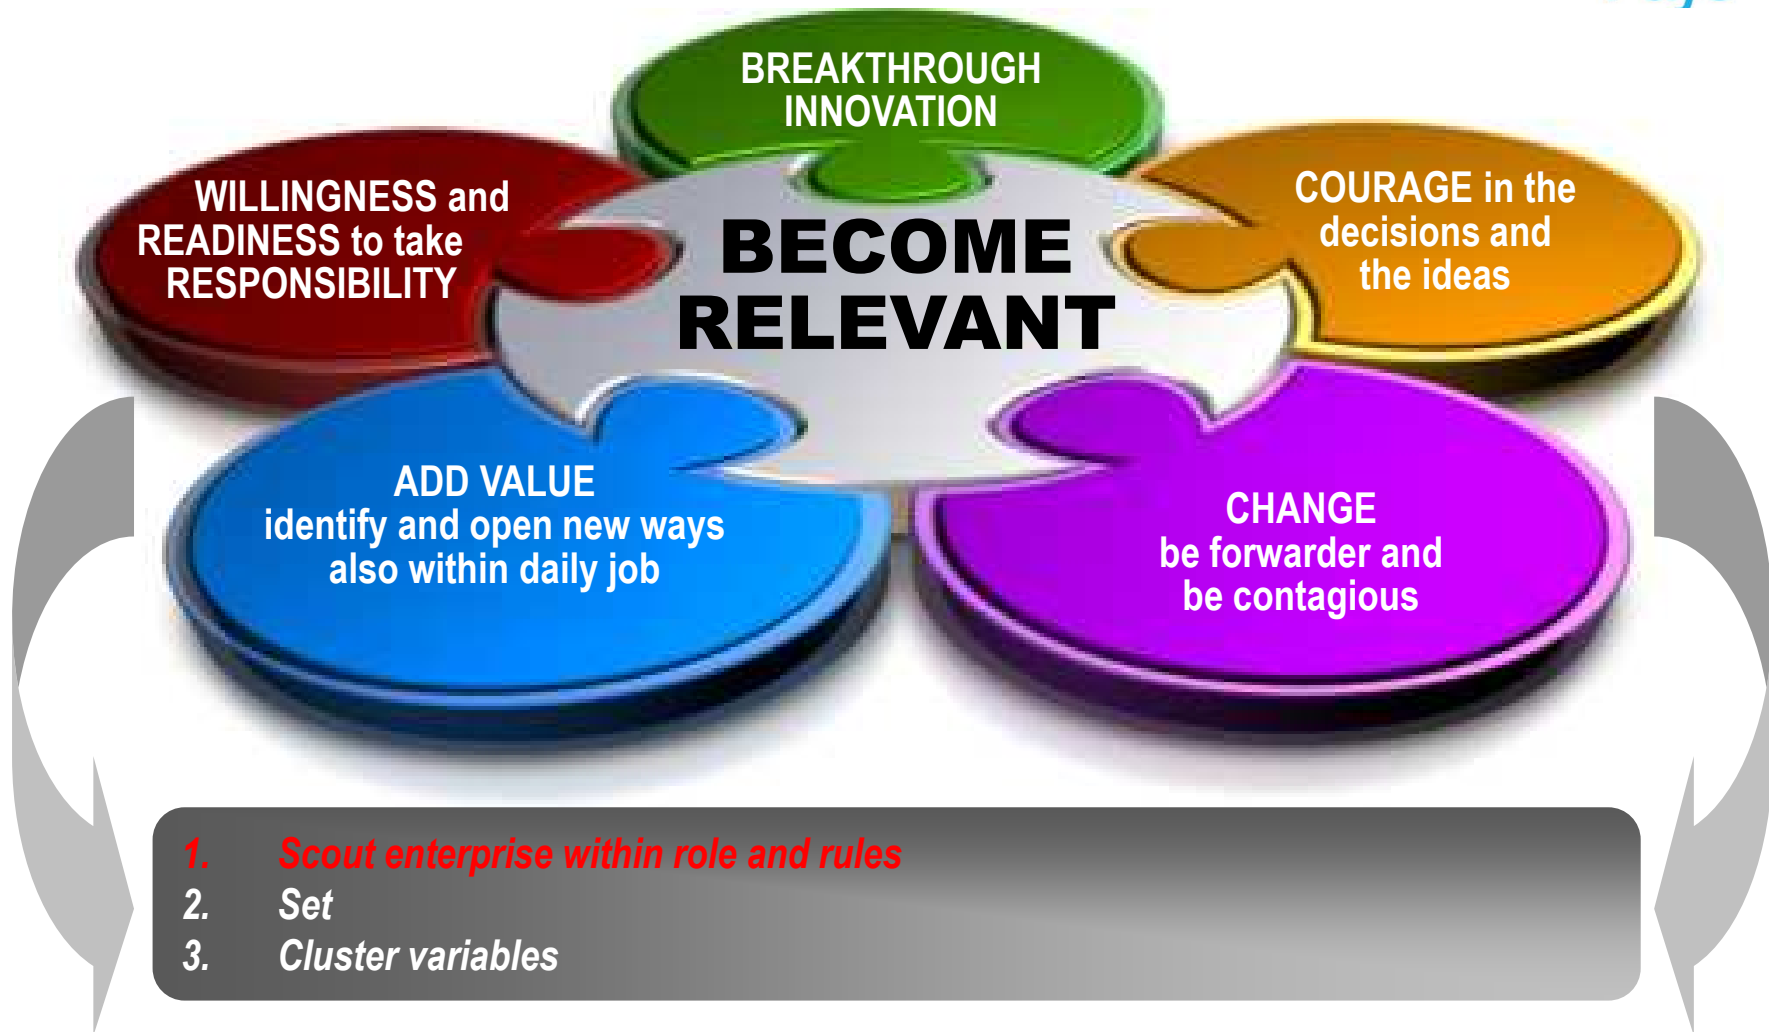 BREAKTHROUGH
INNOVATION
WILLINGNESS and
READINESS to take
RESPONSIBILITY
COURAGE in the
decisions and
the ideas
BECOME
RELEVANT
ADD VALUE
identify and open new ways
also within daily job
CHANGE
be forwarder and
be contagious
1. Scout enterprise within role and rules
2. Set
3. Cluster variables